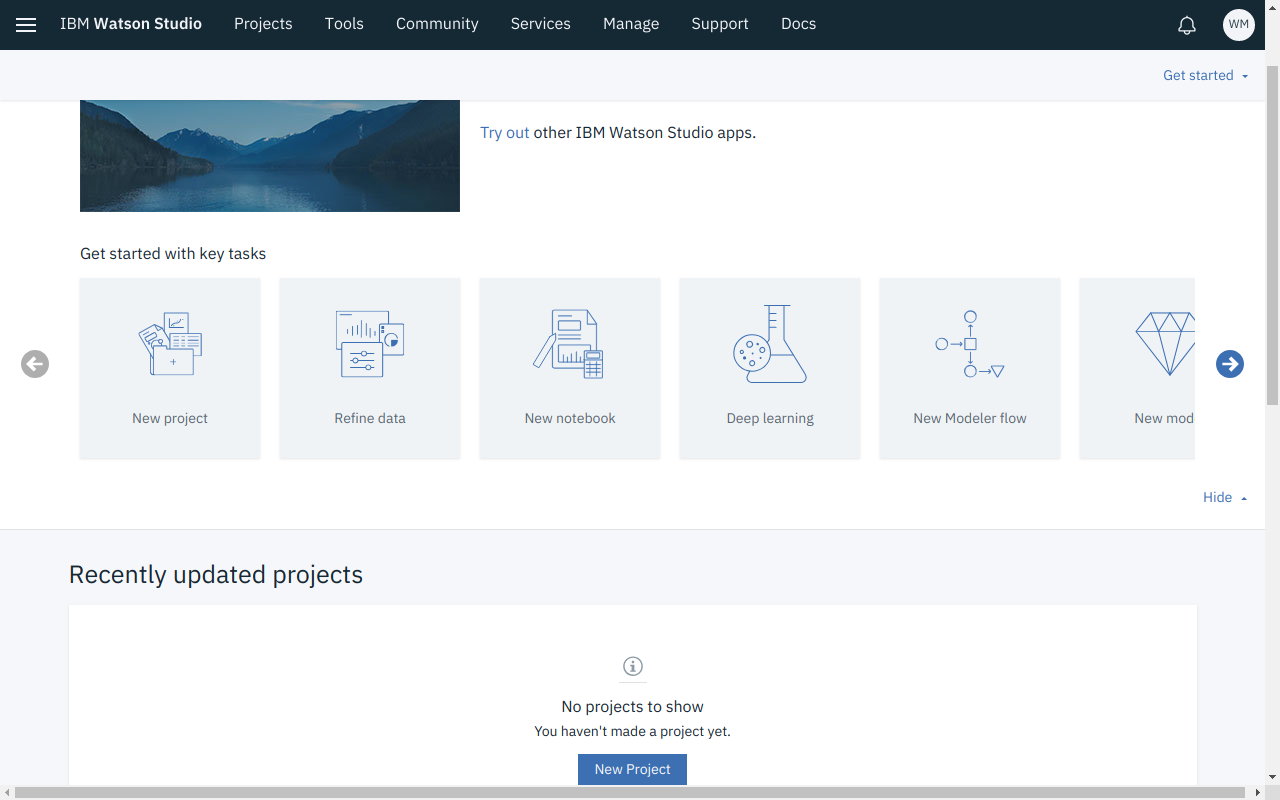 IBM Watson Studio Projects Tools Community Services Manage Support Docs WM
Get started
Try out other IBM Watson Studio apps.
Get started with key tasks
New project Refine data New notebook Deep learning New Modeler flow New mod
Hide
Recently updated projects
No projects to show
You haven't made a project yet.
New Project